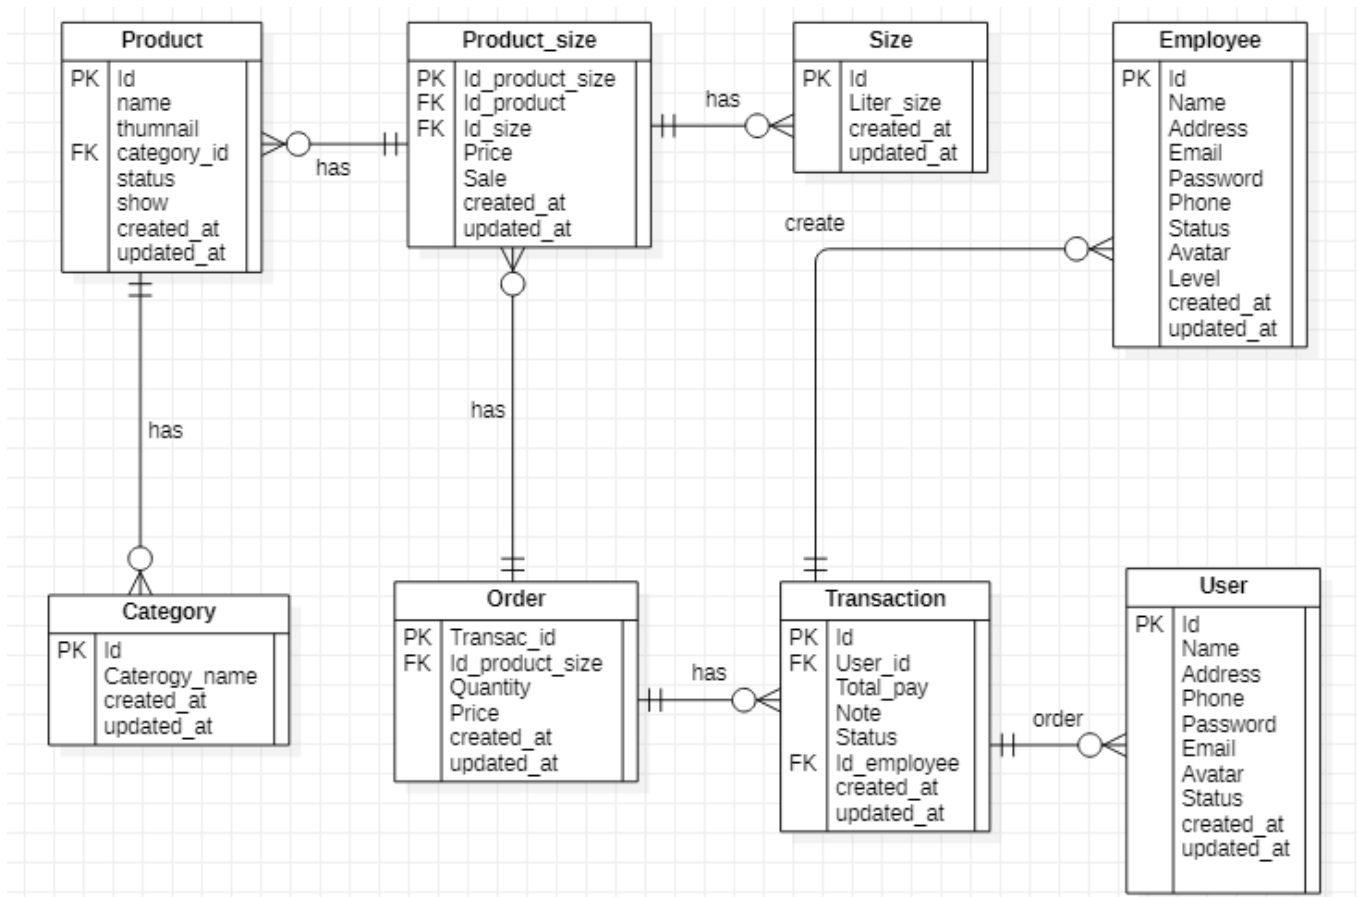 Product
PK Id
name
thumnail
FK category_id
status
show
created_at
updated_at
has
Product_size
PK Id_product_size
FK Id_product
FK Id_size
Price
Sale
created_at
updated_at
has
Size
PK Id
Liter_size
created_at
updated_at
create
Employee
PK Id
Name
Address
Email
Password
Phone
Status
Avatar
Level
created_at
updated_at
has
has
Category
PK Id
Caterogy_name
created_at
updated_at
Order
PK Transac_id
FK Id_product_size
Quantity
Price
created_at
updated_at
has
Transaction
PK Id
FK User_id
Total_pay
Note
Status
FK Id_employee
created_at
updated_at
order
User
PK Id
Name
Address
Phone
Password
Email
Avatar
Status
created_at
updated_at